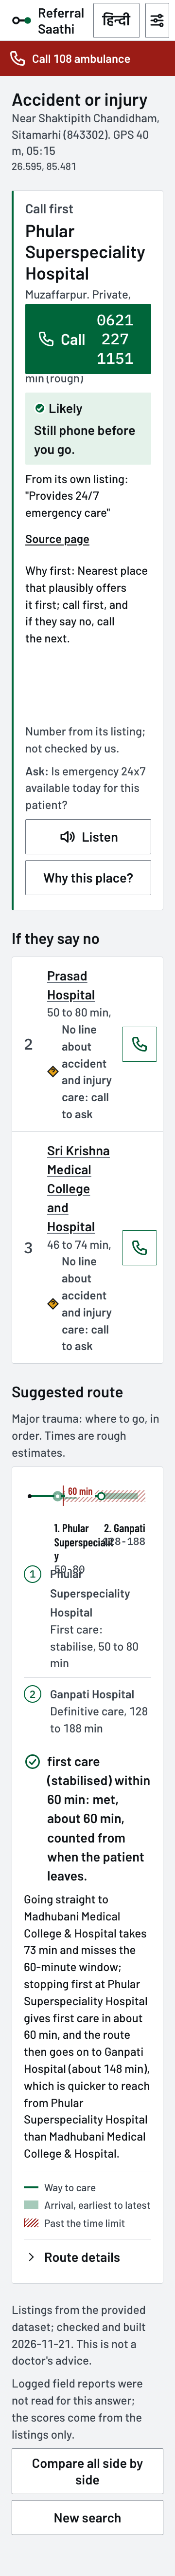 Referral
Saathi
हिन्दी
Call 108 ambulance
Accident or injury
Near Shaktipith Chandidham,
Sitamarhi (843302). GPS 40
m, 05:15
26.595, 85.481
Call first
Phular
Superspeciality
Hospital
Muzaffarpur. Private,
Call
0621
227
1151
min (rough)
Likely
Still phone before
you go.
From its own listing:
"Provides 24/7
emergency care"
Source page
Why first: Nearest place
that plausibly offers
it first; call first, and
if they say no, call
the next.
Number from its listing;
not checked by us.
Ask: Is emergency 24x7
available today for this
patient?
Listen
Why this place?
If they say no
2
Prasad
Hospital
50 to 80 min,
No line
about
accident
and injury
care: call
to ask
3
Sri Krishna
Medical
College
and
Hospital
46 to 74 min,
No line
about
accident
and injury
care: call
to ask
Suggested route
Major trauma: where to go, in
order. Times are rough
estimates.
60 min
1. Phular
Superspecialit
y
50-80
2. Ganpati
128-188
1
Phular
Superspeciality
Hospital
First care:
stabilise, 50 to 80
min
2
Ganpati Hospital
Definitive care, 128
to 188 min
first care
(stabilised) within
60 min: met,
about 60 min,
counted from
when the patient
leaves.
Going straight to
Madhubani Medical
College & Hospital takes
73 min and misses the
60-minute window;
stopping first at Phular
Superspeciality Hospital
gives first care in about
60 min, and the route
then goes on to Ganpati
Hospital (about 148 min),
which is quicker to reach
from Phular
Superspeciality Hospital
than Madhubani Medical
College & Hospital.
Way to care
Arrival, earliest to latest
Past the time limit
Route details
Listings from the provided
dataset; checked and built
2026-11-21. This is not a
doctor's advice.
Logged field reports were
not read for this answer;
the scores come from the
listings only.
Compare all side by
side
New search